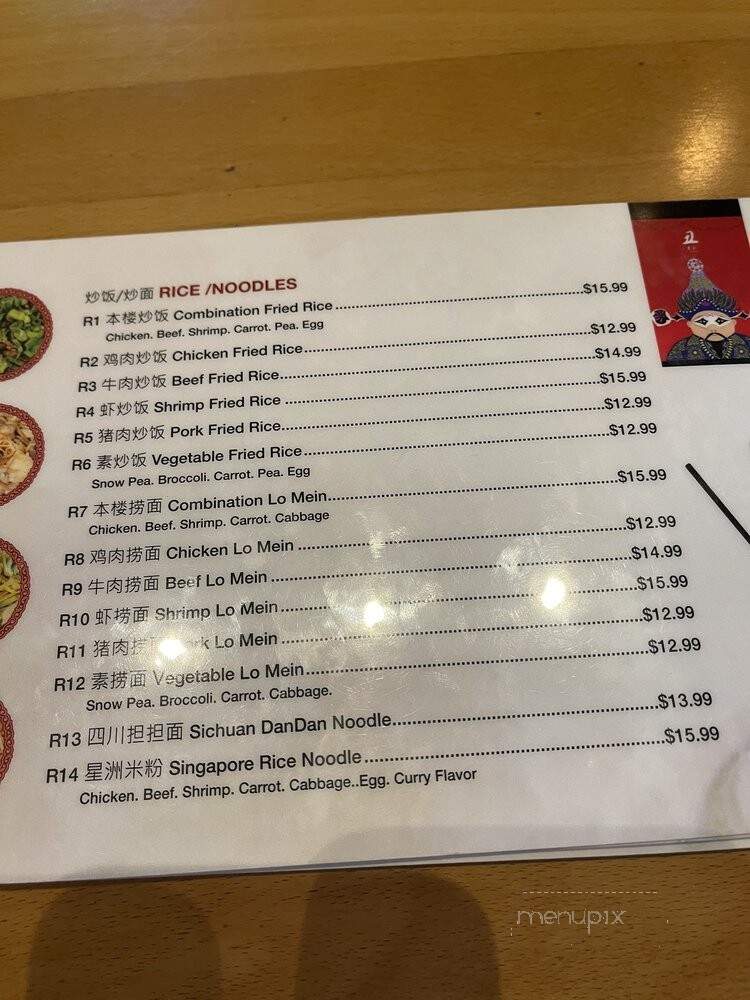 丑
炒饭/炒面 RICE /NOODLES
R1 本楼炒饭 Combination Fried Rice $15.99
Chicken. Beef. Shrimp. Carrot. Pea. Egg
R2 鸡肉炒饭 Chicken Fried Rice $12.99
R3 牛肉炒饭 Beef Fried Rice $14.99
R4 虾炒饭 Shrimp Fried Rice $15.99
R5 猪肉炒饭 Pork Fried Rice $12.99
R6 素炒饭 Vegetable Fried Rice $12.99
Snow Pea. Broccoli. Carrot. Pea. Egg
R7 本楼捞面 Combination Lo Mein $15.99
Chicken. Beef. Shrimp. Carrot. Cabbage
R8 鸡肉捞面 Chicken Lo Mein $12.99
R9 牛肉捞面 Beef Lo Mein $14.99
R10 虾捞面 Shrimp Lo Mein $15.99
R11 猪肉捞 Lo Mein $12.99
R12 素捞面 Vegetable Lo Mein $12.99
Snow Pea. Broccoli. Carrot. Cabbage.
R13 四川担担面 Sichuan DanDan Noodle $13.99
R14 星洲米粉 Singapore Rice Noodle $15.99
Chicken. Beef. Shrimp. Carrot. Cabbage..Egg. Curry Flavor
menupix